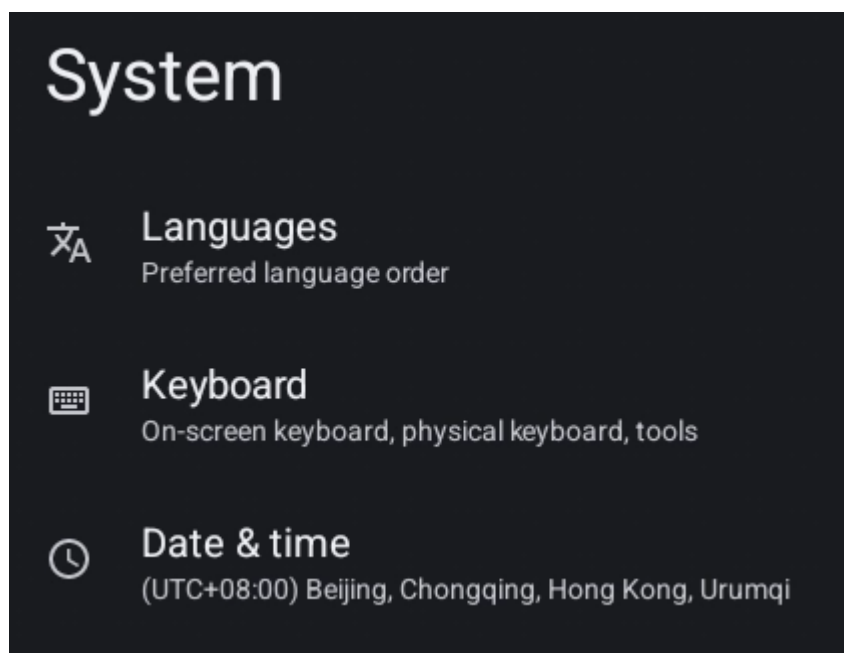 System
Languages
Preferred language order
Keyboard
On-screen keyboard, physical keyboard, tools
Date & time
(UTC+08:00) Beijing, Chongqing, Hong Kong, Urumqi